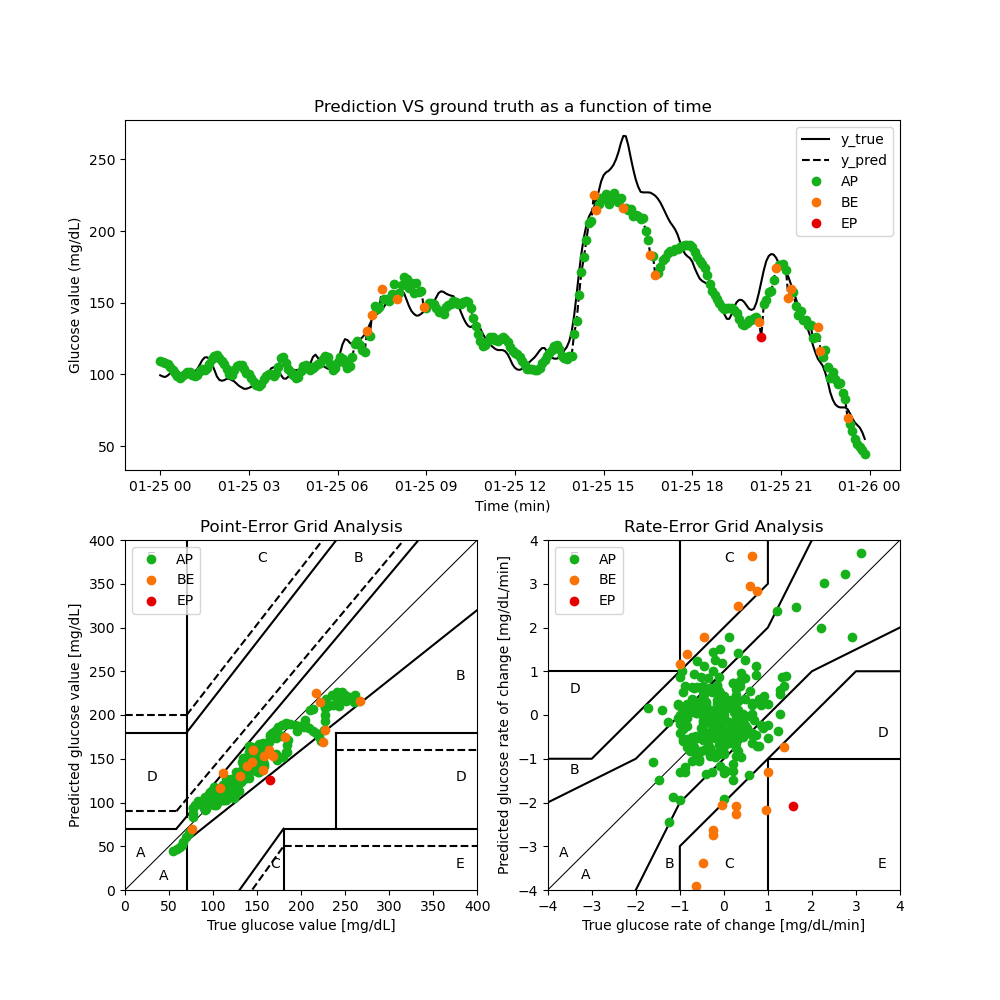 Prediction VS ground truth as a function of time
Glucose value (mg/dL)
250
200
150
100
50
y_true
y_pred
AP
BE
EP
01-25 00 01-25 03 01-25 06 01-25 09 01-25 12 01-25 15 01-25 18 01-25 21 01-26 00
Time (min)
Point-Error Grid Analysis
Predicted glucose value [mg/dL]
400
350
300
250
200
150
100
50
0
AP
BE
EP
C
B
B
D
D
A
A
C
E
0 50 100 150 200 250 300 350 400
True glucose value [mg/dL]
Rate-Error Grid Analysis
Predicted glucose rate of change [mg/dL/min]
4
3
2
1
0
−1
−2
−3
−4
AP
BE
EP
C
D
D
B
A
A
B
C
E
−4 −3 −2 −1 0 1 2 3 4
True glucose rate of change [mg/dL/min]